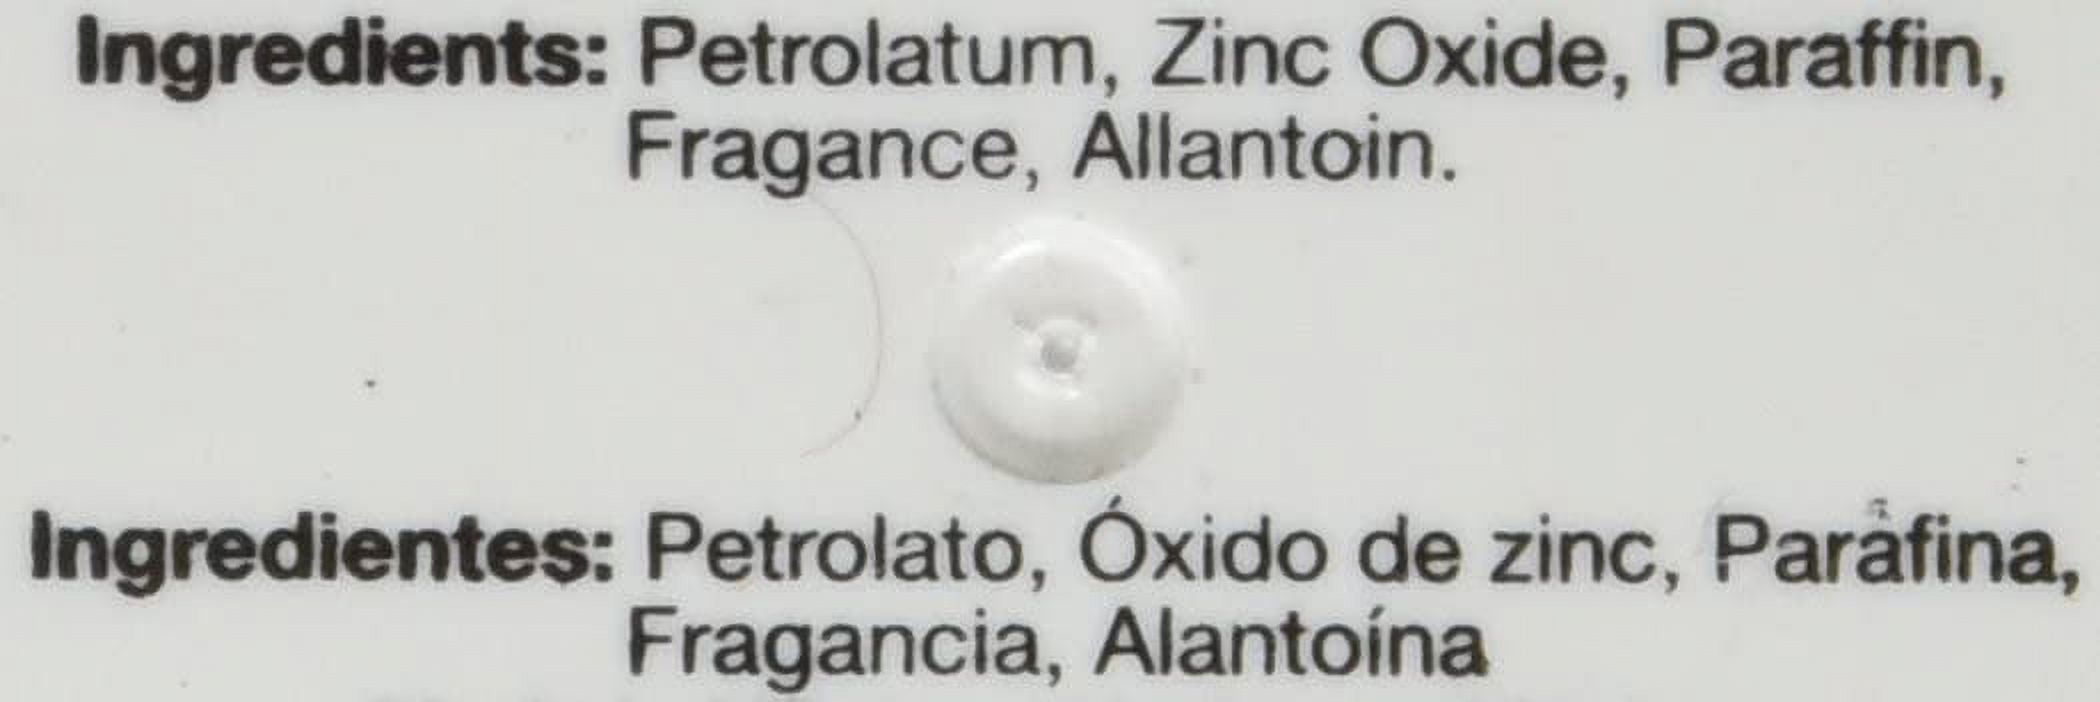 Ingredients: Petrolatum, Zinc Oxide, Paraffin,
Fragance, Allantoin.
Ingredientes: Petrolato, Óxido de zinc, Parafina,
Fragancia, Alantoína